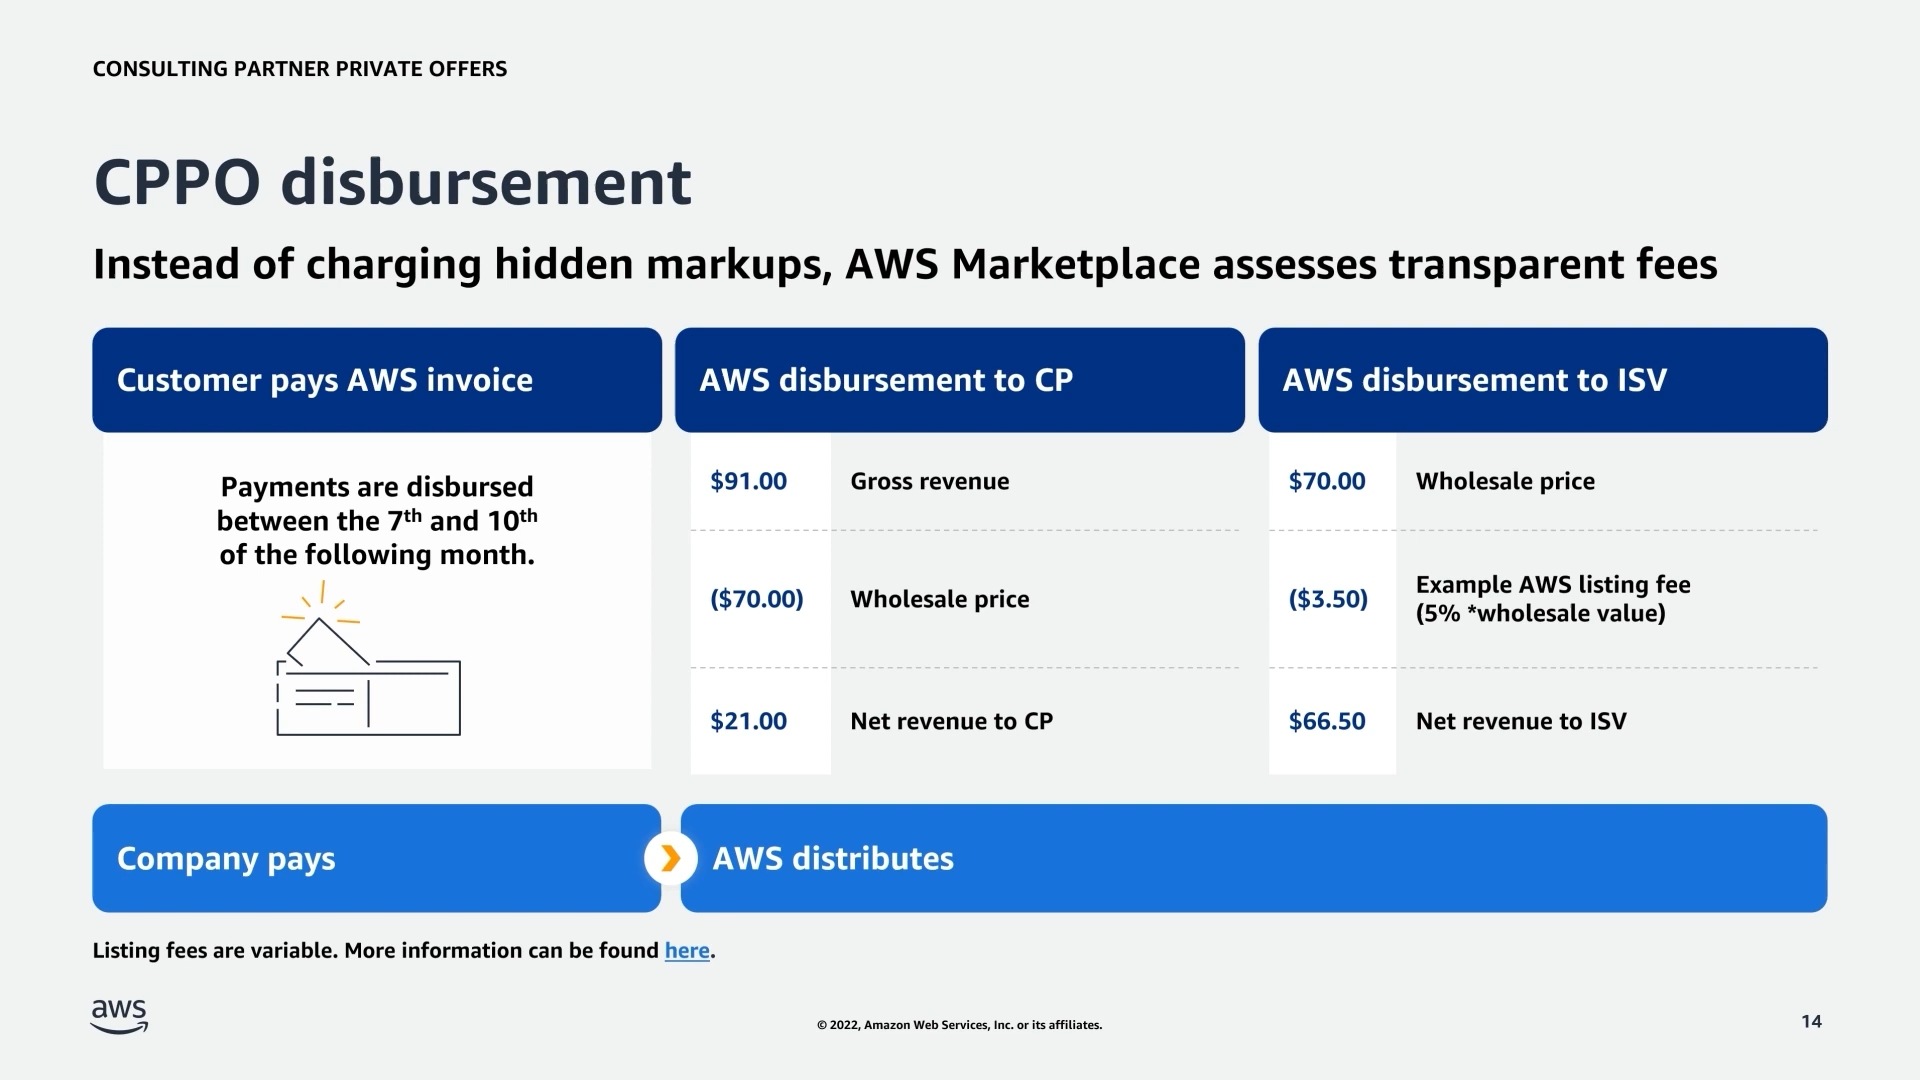 CONSULTING PARTNER PRIVATE OFFERS
CPPO disbursement
Instead of charging hidden markups, AWS Marketplace assesses transparent fees
Customer pays AWS invoice
Payments are disbursed
between the 7th and 10th
of the following month.
AWS disbursement to CP
$91.00 Gross revenue
($70.00) Wholesale price
$21.00 Net revenue to CP
AWS disbursement to ISV
$70.00 Wholesale price
($3.50) Example AWS listing fee
(5% *wholesale value)
$66.50 Net revenue to ISV
Company pays
AWS distributes
Listing fees are variable. More information can be found here.
aws
© 2022, Amazon Web Services, Inc. or its affiliates.
14